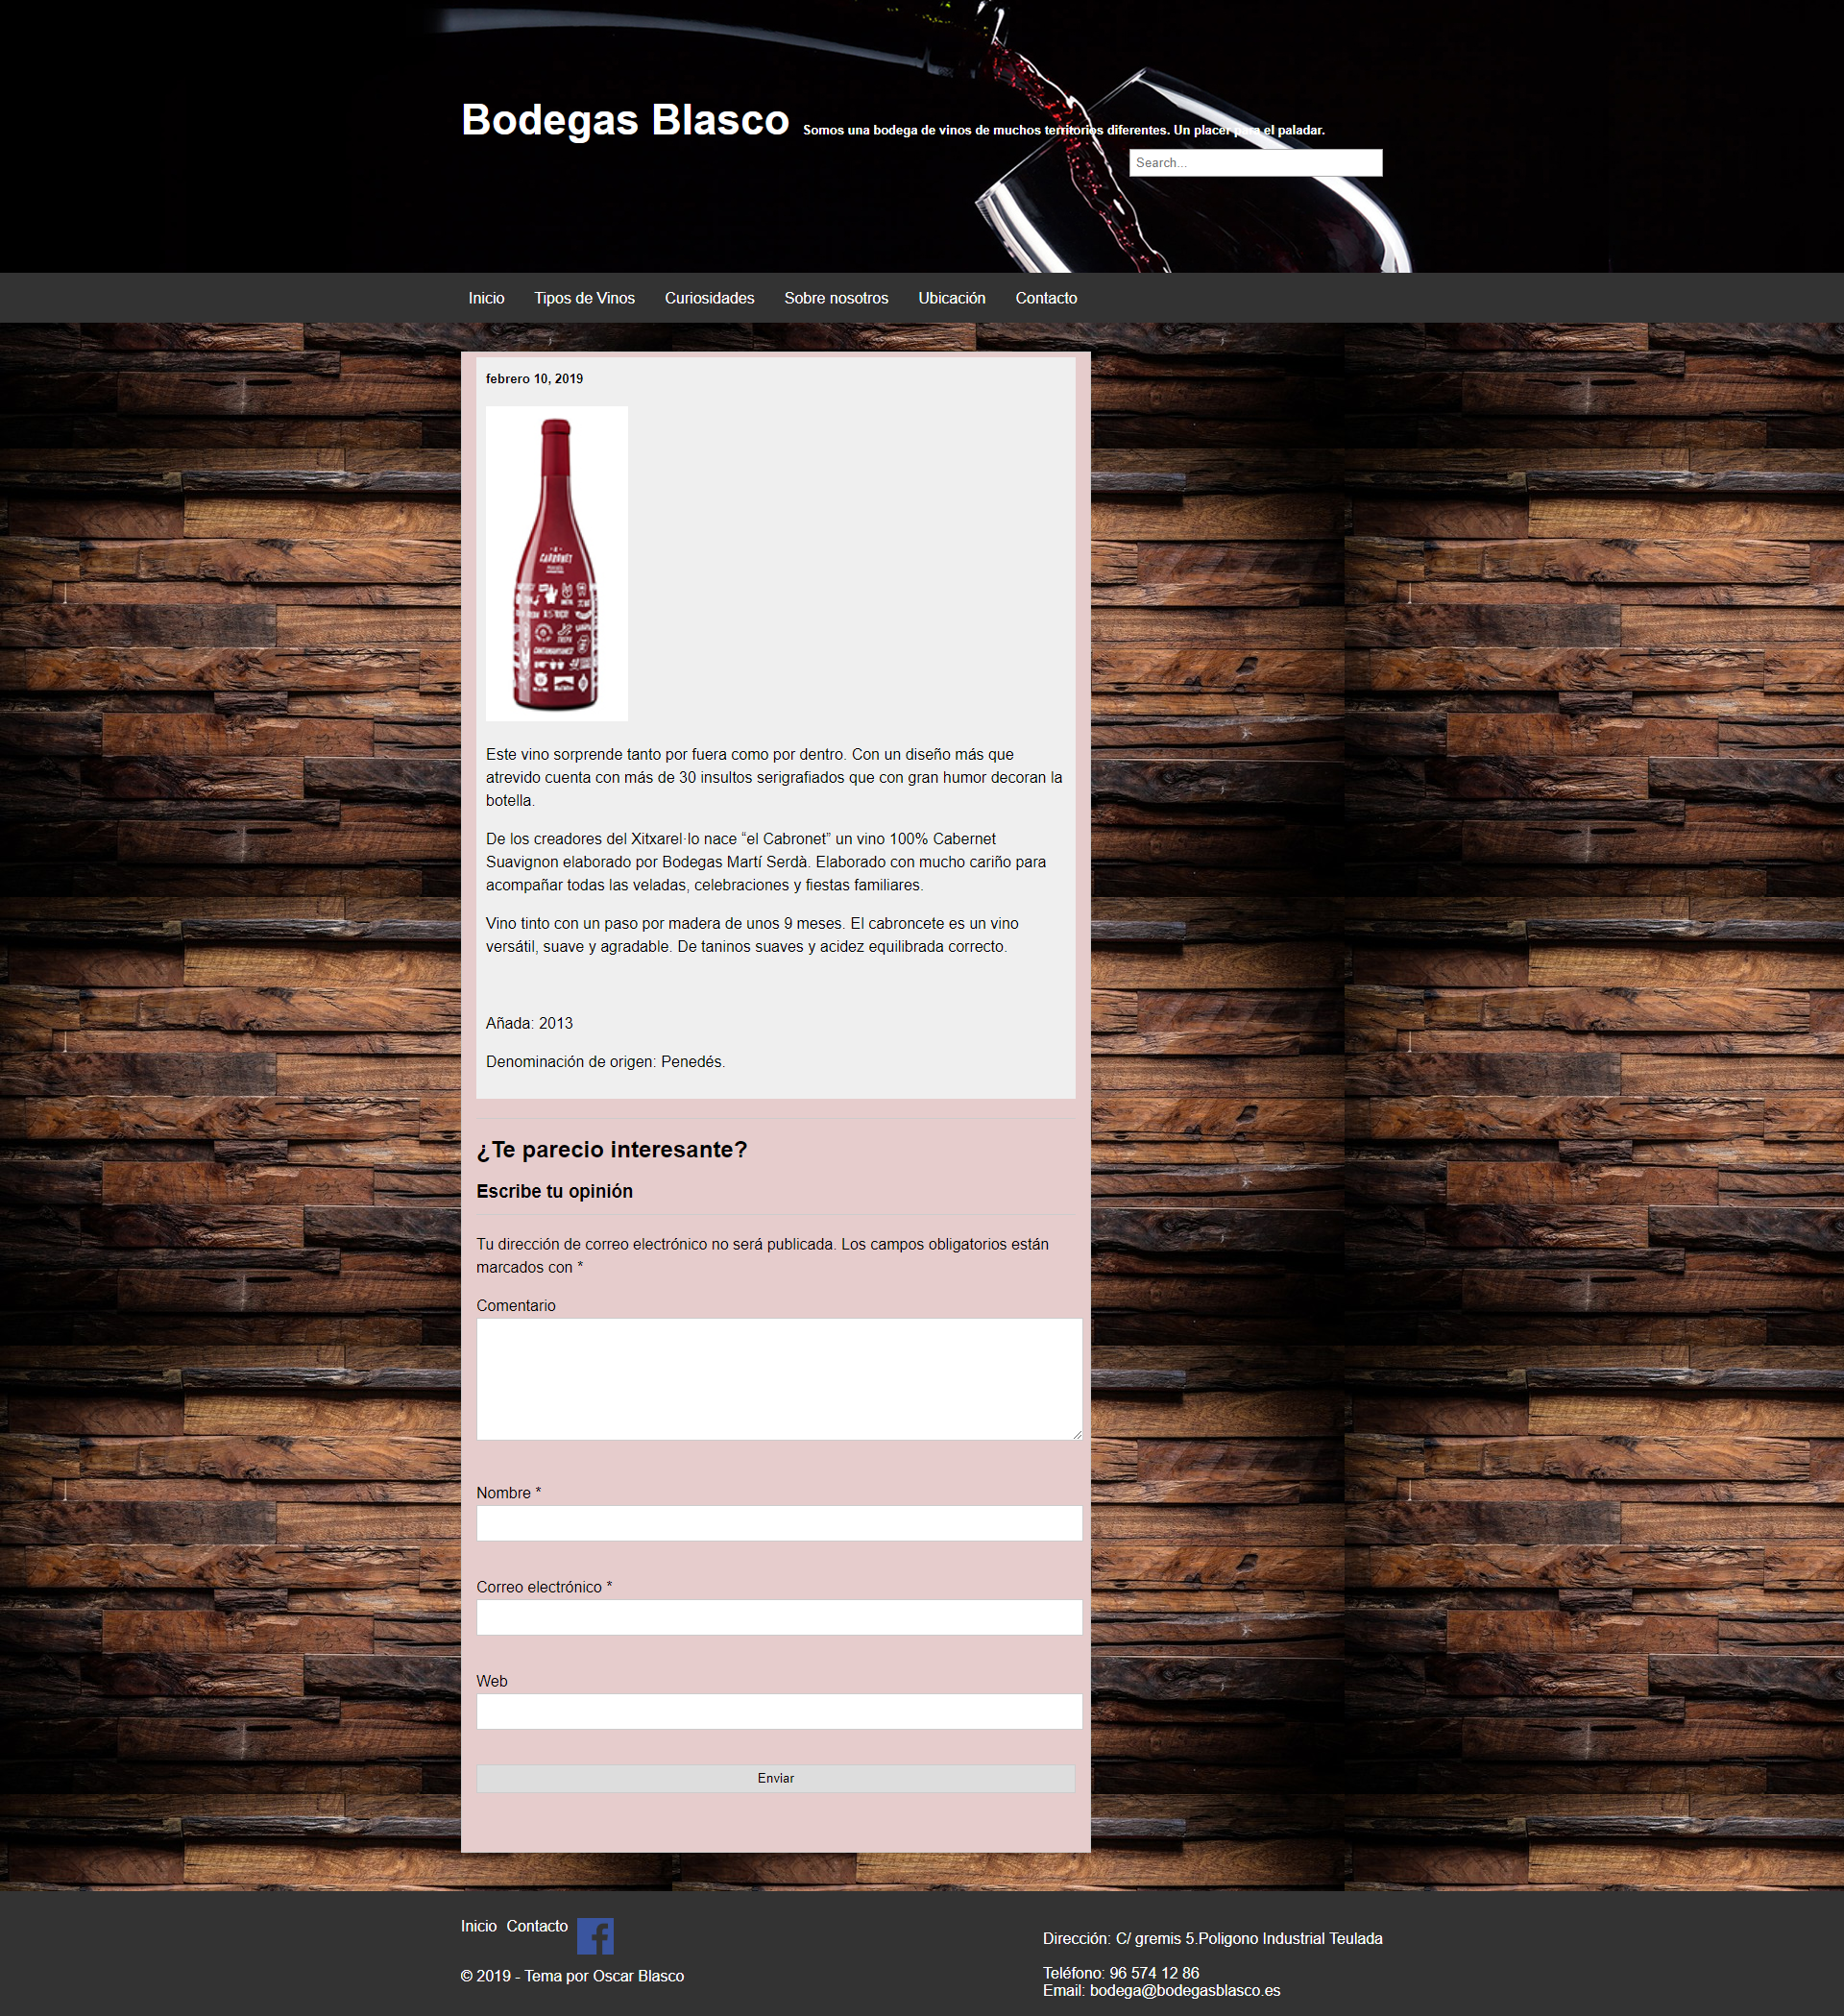 Bodegas Blasco Somos una bodega de vinos de muchos territorios diferentes. Un placer para el paladar.
Search...
Inicio Tipos de Vinos Curiosidades Sobre nosotros Ubicación Contacto
febrero 10, 2019
CABRONET
Este vino sorprende tanto por fuera como por dentro. Con un diseño más que
atrevido cuenta con más de 30 insultos serigrafiados que con gran humor decoran la
botella.
De los creadores del Xitxarel·lo nace “el Cabronet” un vino 100% Cabernet
Suavignon elaborado por Bodegas Martí Serdà. Elaborado con mucho cariño para
acompañar todas las veladas, celebraciones y fiestas familiares.
Vino tinto con un paso por madera de unos 9 meses. El cabroncete es un vino
versátil, suave y agradable. De taninos suaves y acidez equilibrada correcto.
Añada: 2013
Denominación de origen: Penedés.
¿Te parecio interesante?
Escribe tu opinión
Tu dirección de correo electrónico no será publicada. Los campos obligatorios están
marcados con *
Comentario
Nombre *
Correo electrónico *
Web
Enviar
Inicio Contacto
© 2019 - Tema por Oscar Blasco
Dirección: C/ gremis 5.Poligono Industrial Teulada
Teléfono: 96 574 12 86
Email: bodega@bodegasblasco.es